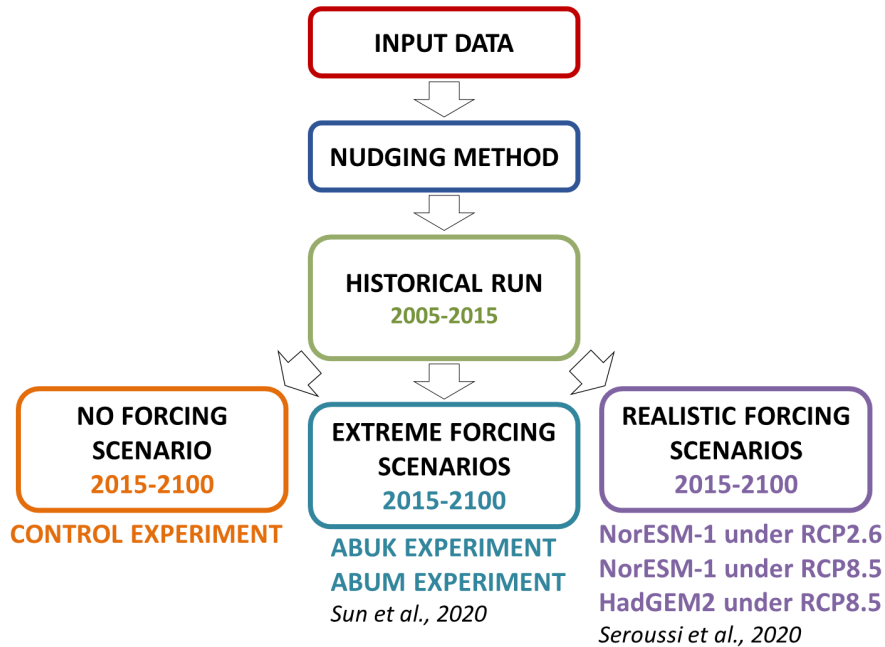 INPUT DATA
NUDGING METHOD
HISTORICAL RUN
2005-2015
NO FORCING
SCENARIO
2015-2100
CONTROL EXPERIMENT
EXTREME FORCING
SCENARIOS
2015-2100
ABUK EXPERIMENT
ABUM EXPERIMENT
Sun et al., 2020
REALISTIC FORCING
SCENARIOS
2015-2100
NorESM-1 under RCP2.6
NorESM-1 under RCP8.5
HadGEM2 under RCP8.5
Seroussi et al., 2020